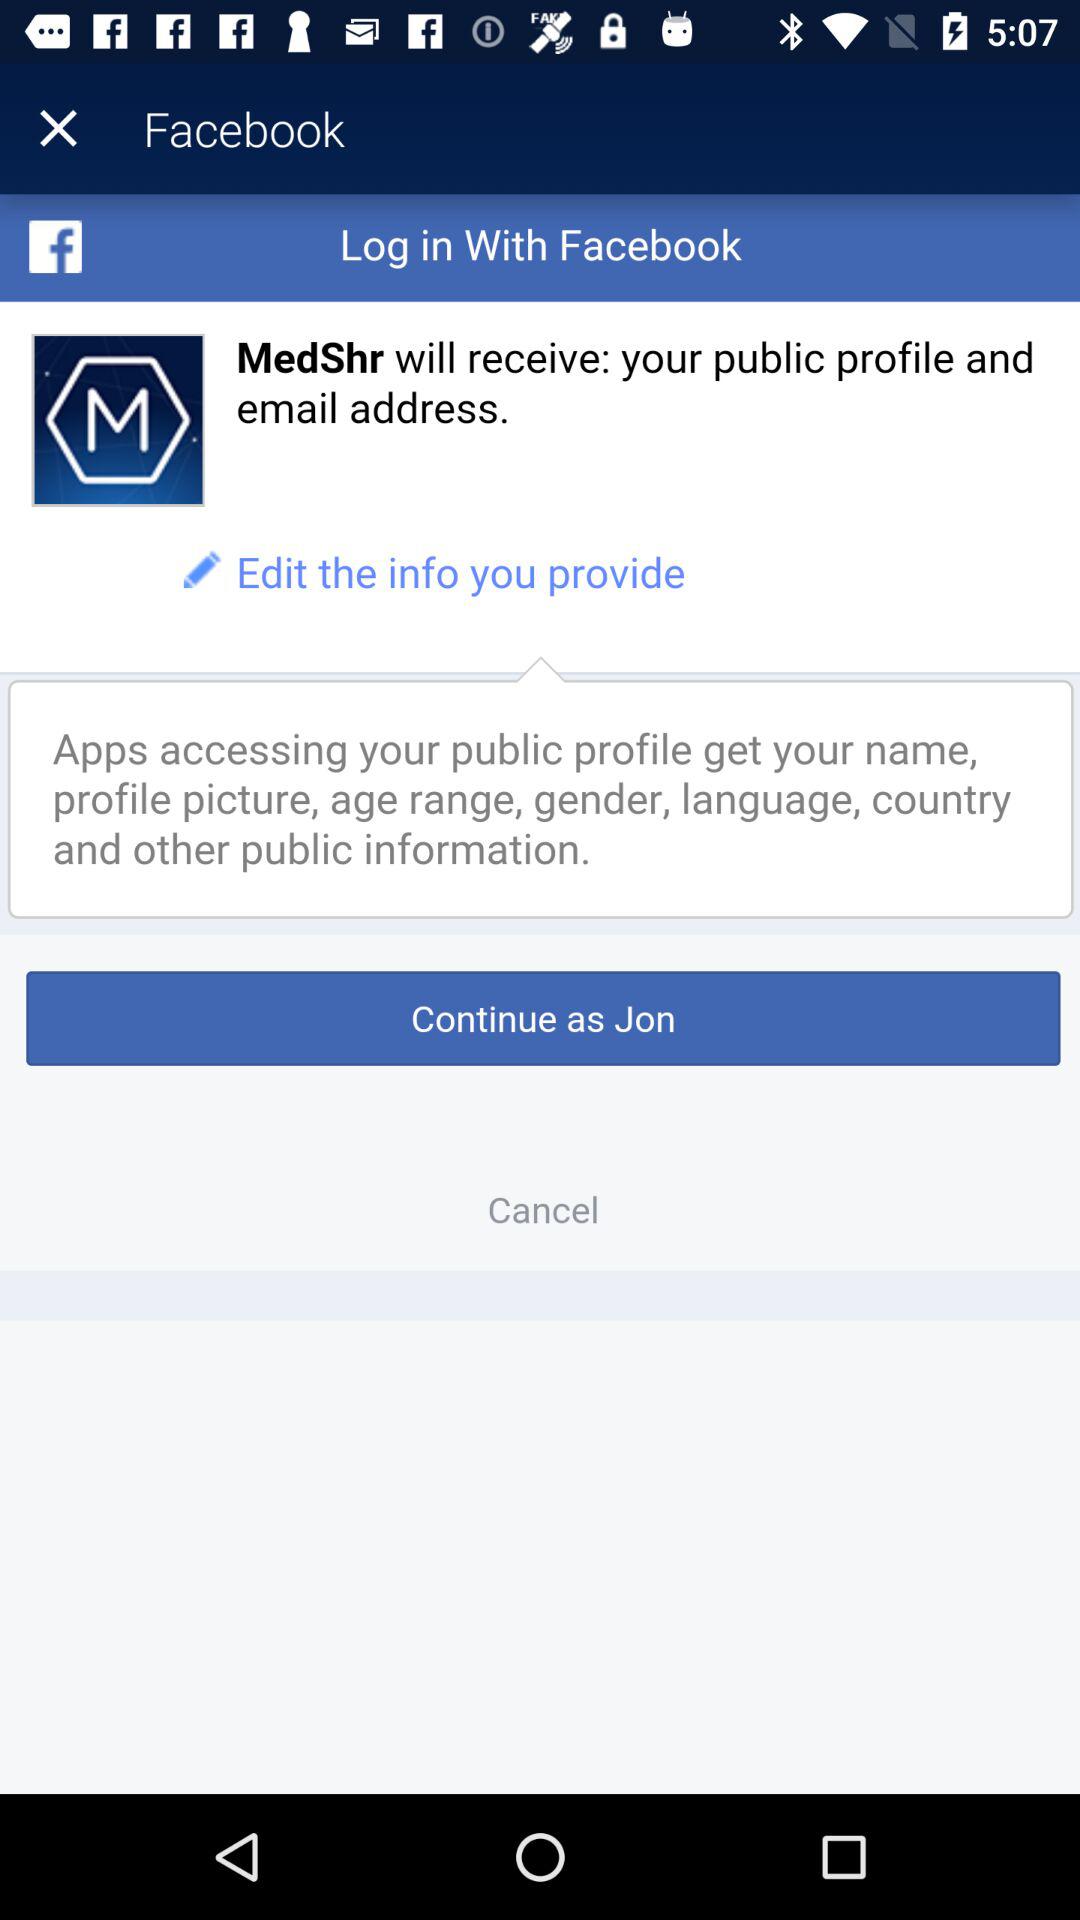 FAKE
5:07
Facebook
Log in With Facebook
M
MedShr will receive: your public profile and
email address.
Edit the info you provide
Apps accessing your public profile get your name,
profile picture, age range, gender, language, country
and other public information.
Continue as Jon
Cancel